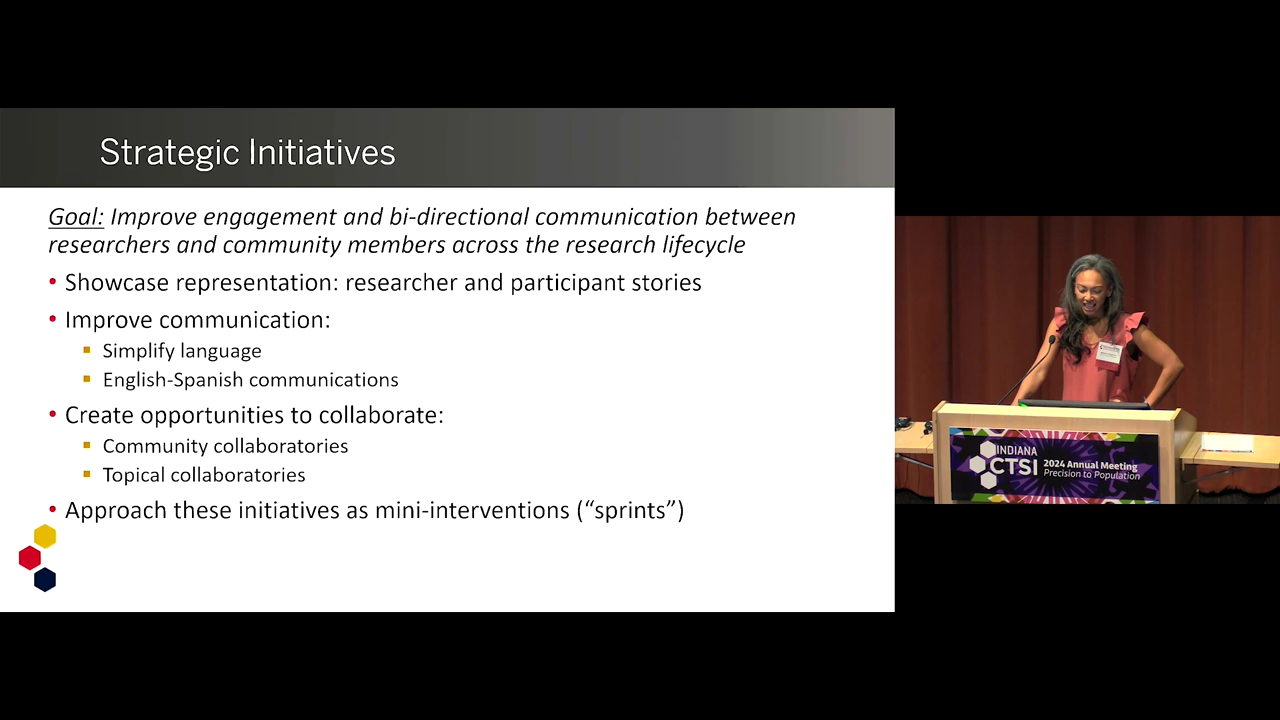 Strategic Initiatives
Goal: Improve engagement and bi-directional communication between
researchers and community members across the research lifecycle
• Showcase representation: researcher and participant stories
• Improve communication:
▪ Simplify language
▪ English-Spanish communications
• Create opportunities to collaborate:
▪ Community collaboratories
▪ Topical collaboratories
• Approach these initiatives as mini-interventions (“sprints”)
INDIANA
CTSI
2024 Annual Meeting
Precision to Population